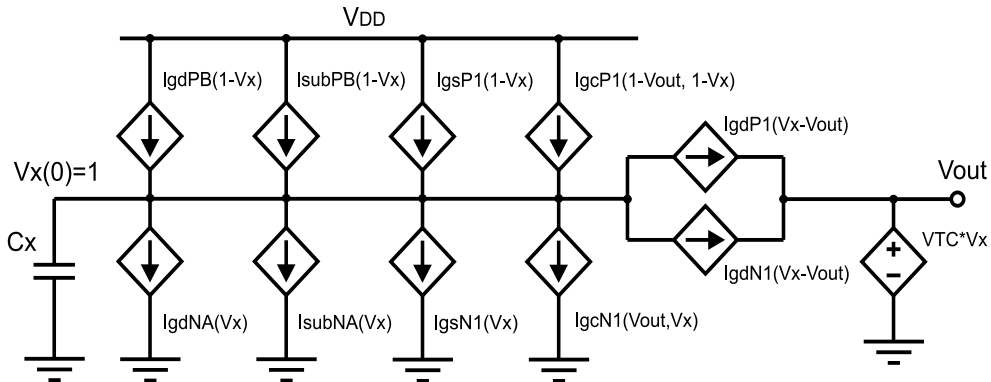 VDD
IgdPB(1-Vx)
IsubPB(1-Vx)
IgsP1(1-Vx)
IgcP1(1-Vout, 1-Vx)
IgdP1(Vx-Vout)
Vx(0)=1
Vout
Cx
+
VTC*Vx
−
IgdN1(Vx-Vout)
IgdNA(Vx)
IsubNA(Vx)
IgsN1(Vx)
IgcN1(Vout,Vx)